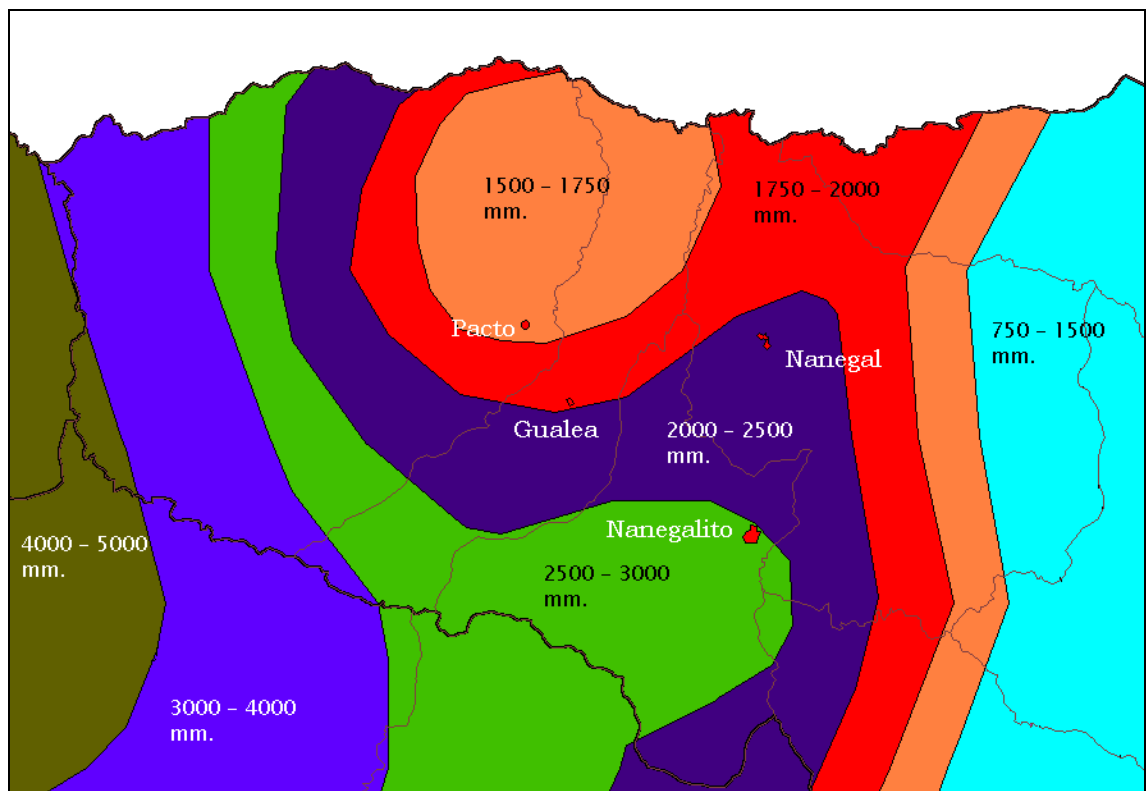 1500 – 1750
mm.
1750 – 2000
mm.
Pacto
750 – 1500
mm.
Nanegal
Gualea
2000 – 2500
mm.
Nanegalito
4000 – 5000
mm.
2500 – 3000
mm.
3000 – 4000
mm.